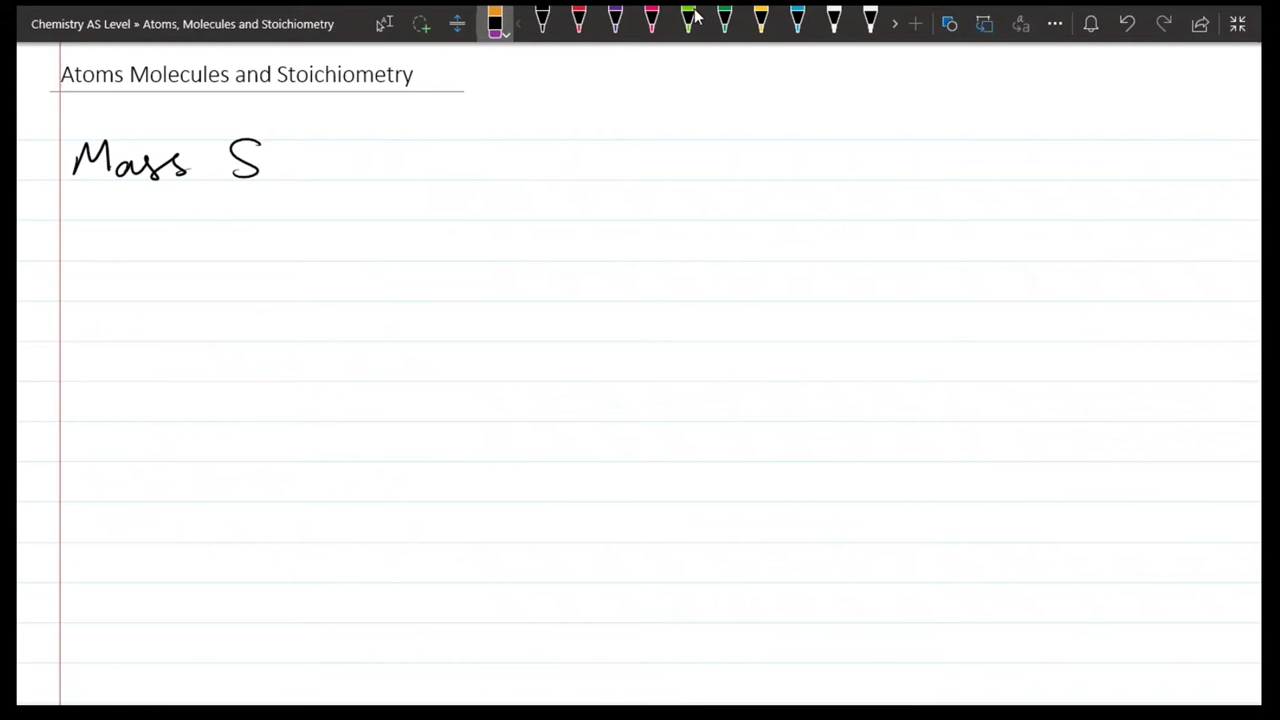 Chemistry AS Level » Atoms, Molecules and Stoichiometry
Atoms Molecules and Stoichiometry
Mass S